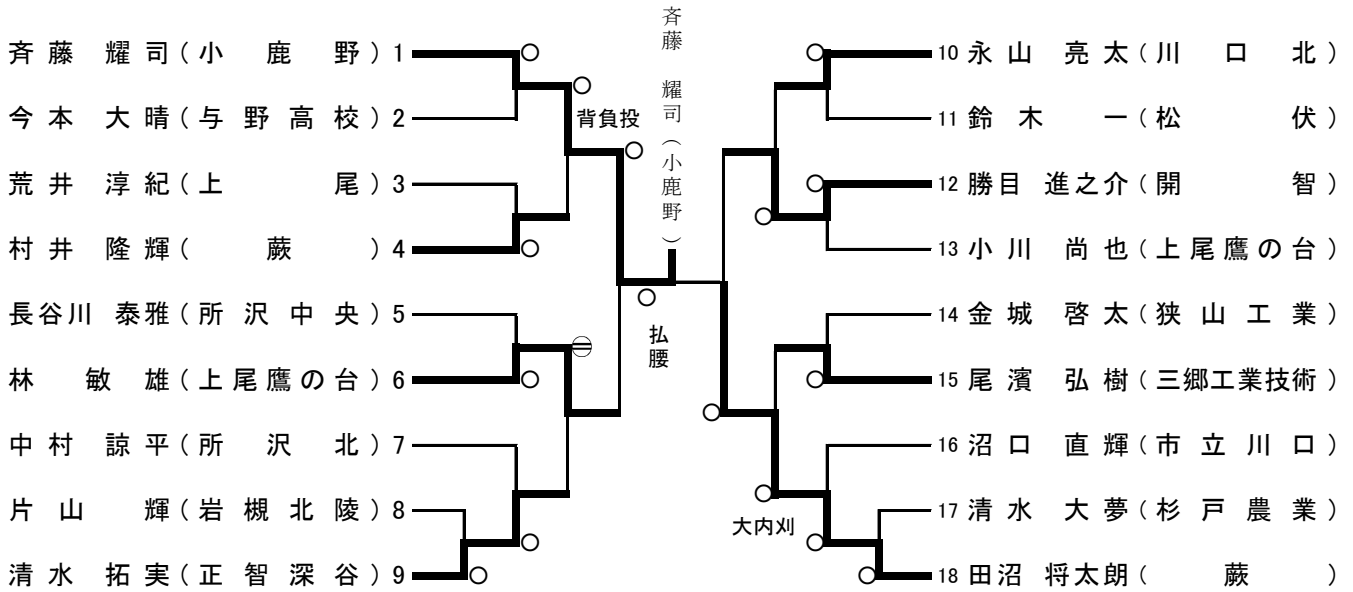 斉藤 耀司（小鹿野）
斉藤 耀司（小鹿野）1
今本 大晴（与野高校）2
荒井 淳紀（上尾）3
村井 隆輝（蕨）4
長谷川 泰雅（所沢中央）5
林 敏雄（上尾鷹の台）6
中村 諒平（所沢北）7
片山 輝（岩槻北陵）8
清水 拓実（正智深谷）9
背負投
払腰
大内刈
10 永山 亮太（川口北）
11 鈴木 一（松伏）
12 勝目 進之介（開智）
13 小川 尚也（上尾鷹の台）
14 金城 啓太（狭山工業）
15 尾濱 弘樹（三郷工業技術）
16 沼口 直輝（市立川口）
17 清水 大夢（杉戸農業）
18 田沼 将太朗（蕨）